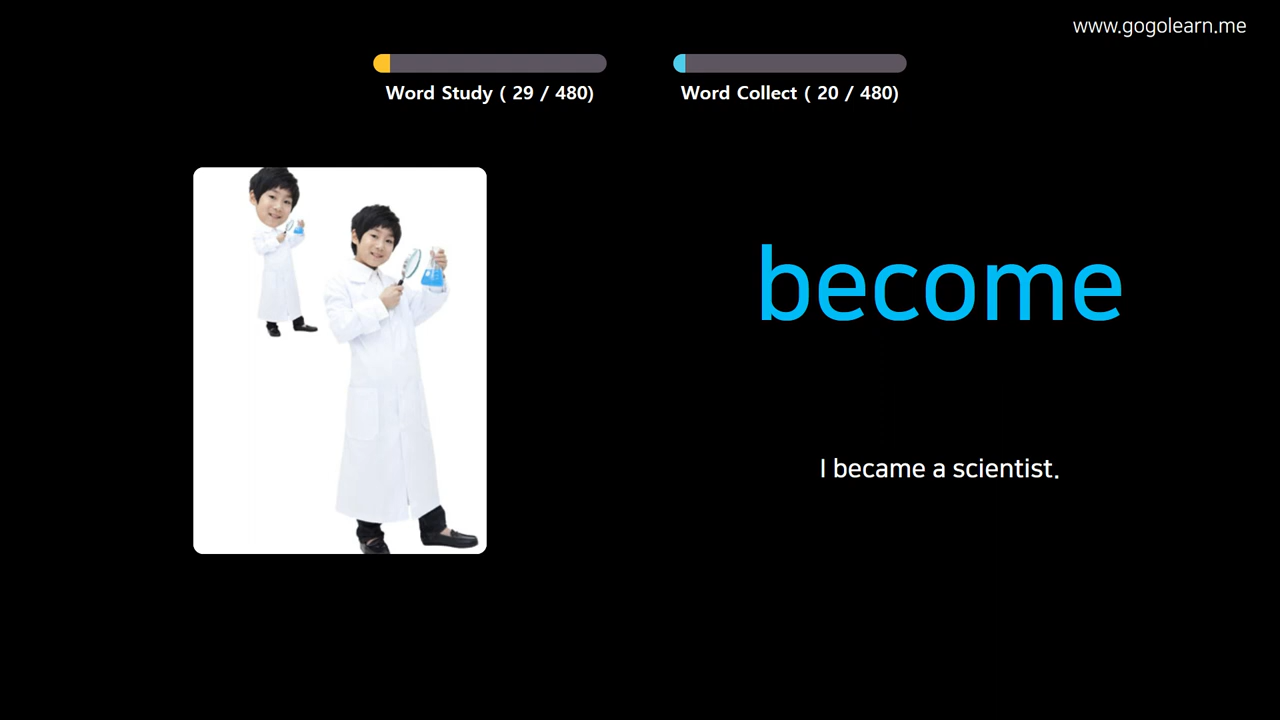 www.gogolearn.me
Word Study ( 29 / 480)
Word Collect ( 20 / 480)
become
I became a scientist.